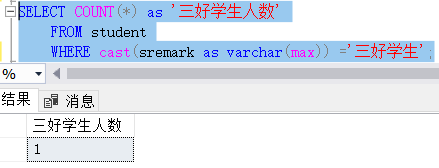 SELECT COUNT(*) as '三好学生人数'
FROM student
WHERE cast(sremark as varchar(max)) ='三好学生';
%
结果 消息
三好学生人数
1